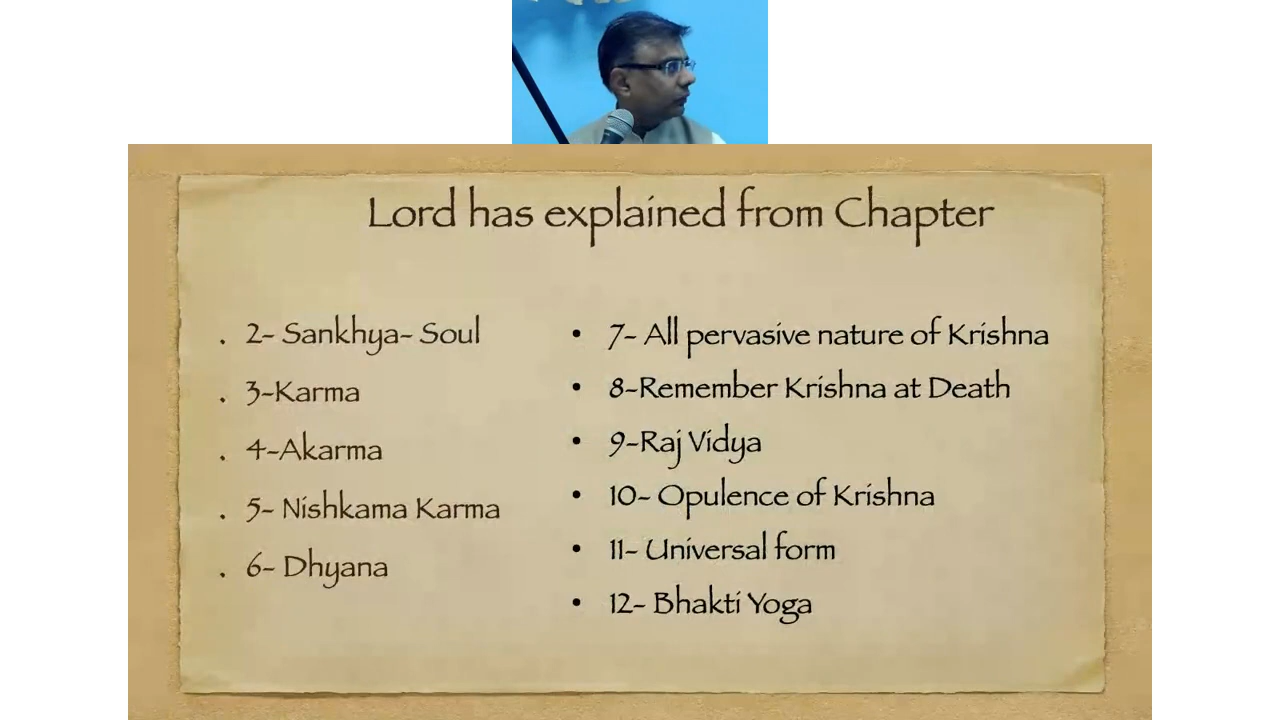 Lord has explained from Chapter
. 2- Sankhya- Soul
. 3-Karma
. 4-Akarma
. 5- Nishkama Karma
. 6- Dhyana
• 7- All pervasive nature of Krishna
• 8-Remember Krishna at Death
• 9-Raj Vidya
• 10- Opulence of Krishna
• 11- Universal form
• 12- Bhakti Yoga